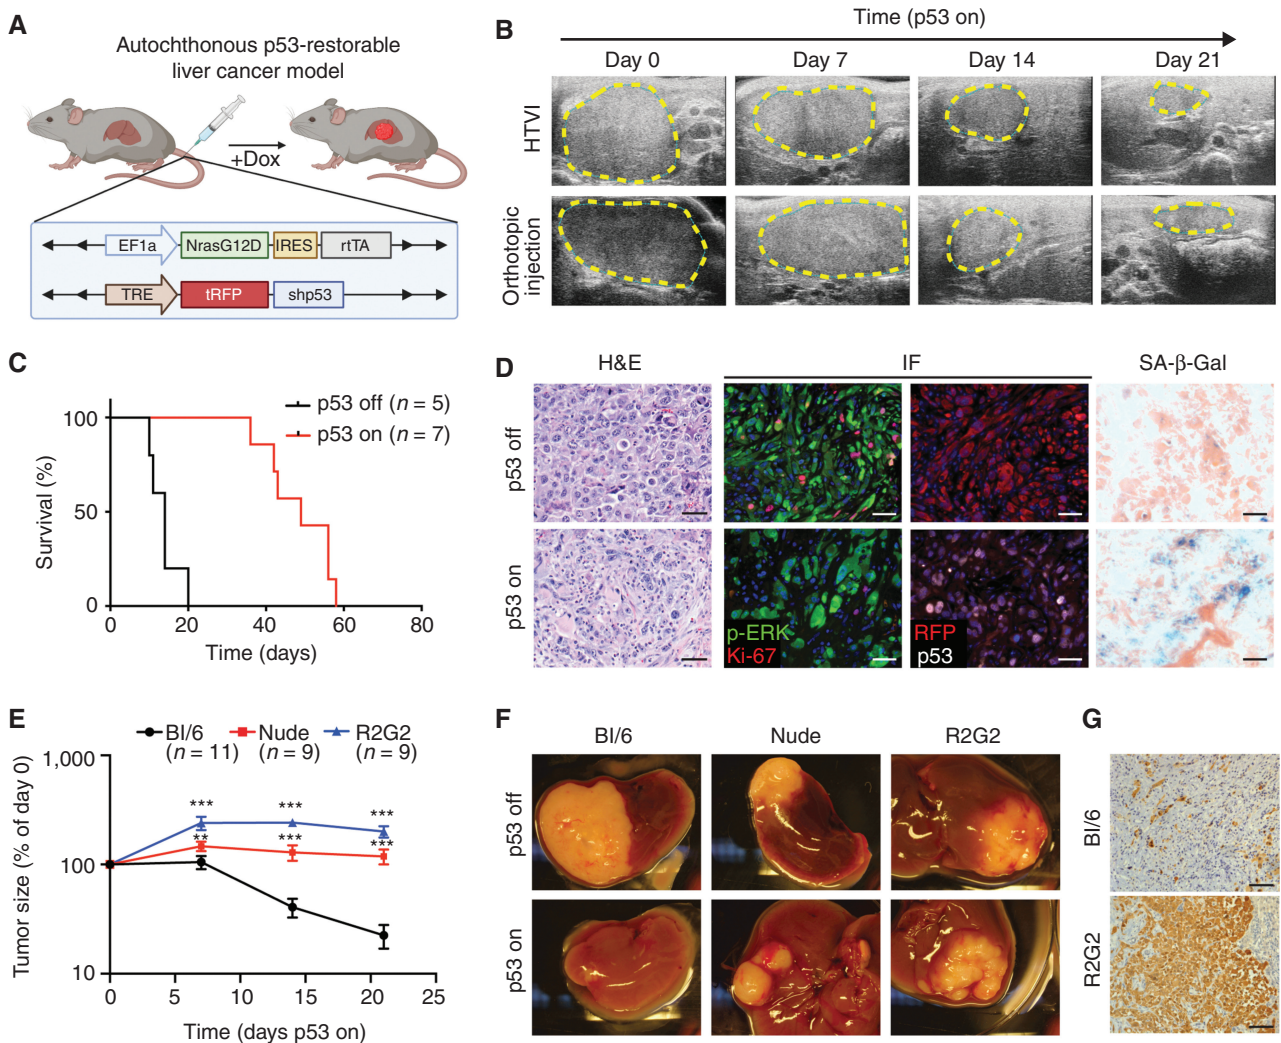 A
Autochthonous p53-restorable
liver cancer model
+Dox
EF1a
NrasG12D
IRES
rtTA
TRE
tRFP
shp53
B
Time (p53 on)
Day 0
Day 7
Day 14
Day 21
HTVI
Orthotopic
injection
C
p53 off (n = 5)
p53 on (n = 7)
100
50
0
Survival (%)
0
20
40
60
80
Time (days)
D
H&E
IF
SA-β-Gal
p53 off
p53 on
p-ERK
Ki-67
RFP
p53
E
BI/6
(n = 11)
Nude
(n = 9)
R2G2
(n = 9)
1,000
100
10
Tumor size (% of day 0)
***
***
***
**
***
***
0
5
10
15
20
25
Time (days p53 on)
F
BI/6
Nude
R2G2
p53 off
p53 on
G
BI/6
R2G2